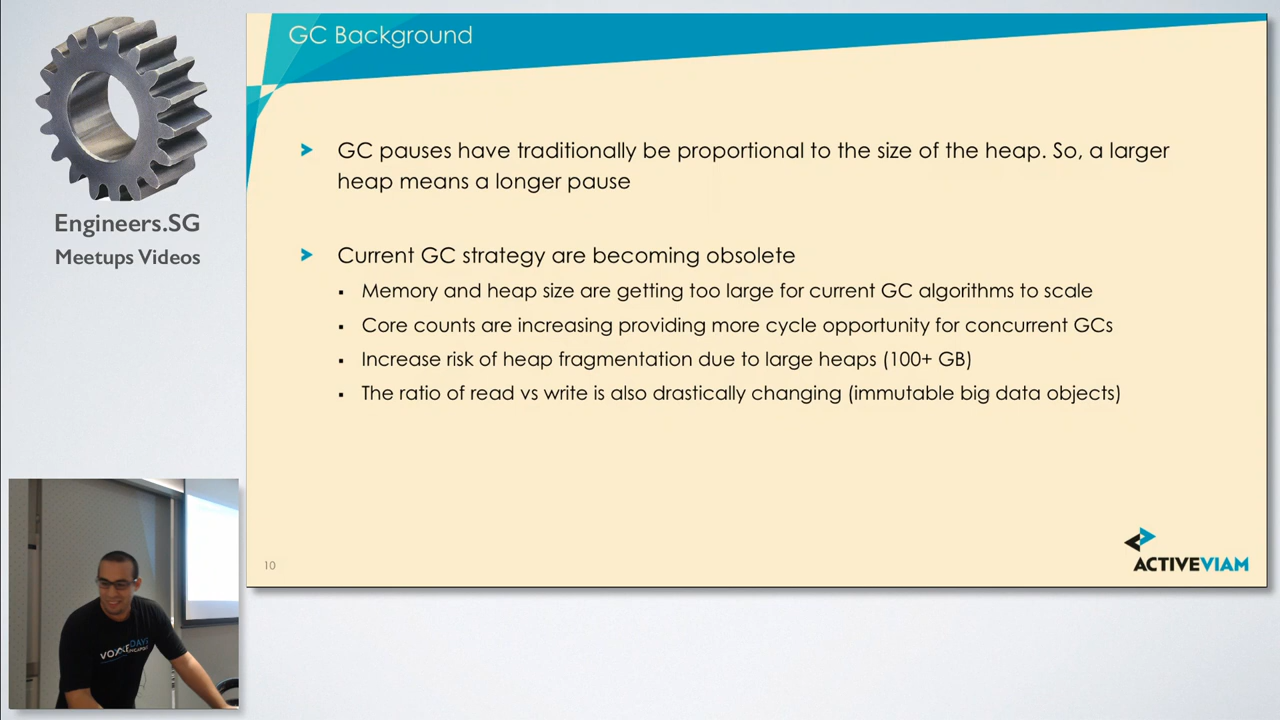 GC Background
GC pauses have traditionally be proportional to the size of the heap. So, a larger
heap means a longer pause
Current GC strategy are becoming obsolete
Memory and heap size are getting too large for current GC algorithms to scale
Core counts are increasing providing more cycle opportunity for concurrent GCs
Increase risk of heap fragmentation due to large heaps (100+ GB)
The ratio of read vs write is also drastically changing (immutable big data objects)
10
ACTIVEVIAM
Engineers.SG
Meetups Videos